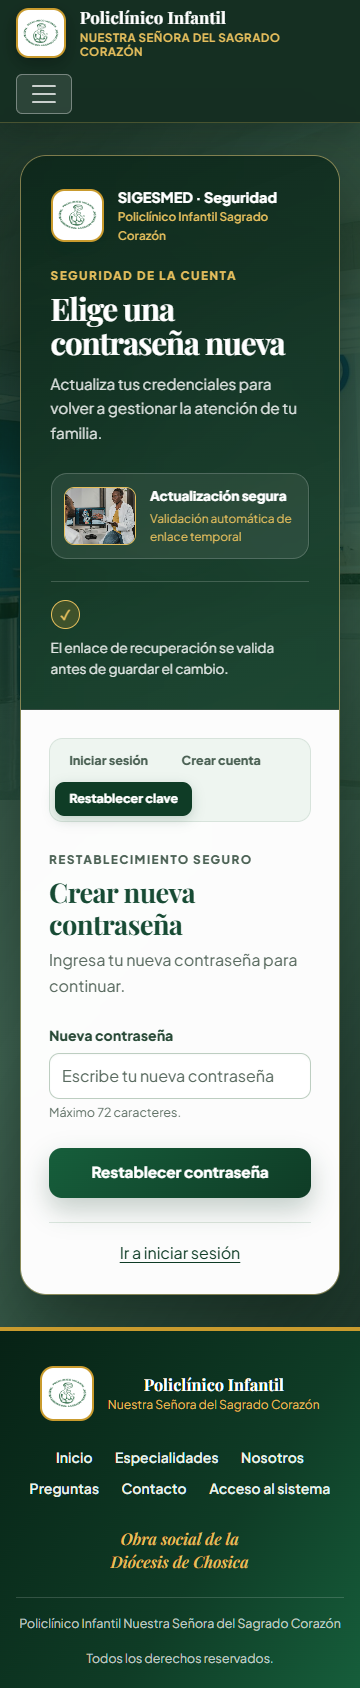 Policlínico Infantil
NUESTRA SEÑORA DEL SAGRADO
CORAZÓN
SIGESMED · Seguridad
Policlínico Infantil Sagrado
Corazón
SEGURIDAD DE LA CUENTA
Elige una
contraseña nueva
Actualiza tus credenciales para
volver a gestionar la atención de tu
familia.
Actualización segura
Validación automática de
enlace temporal
El enlace de recuperación se valida
antes de guardar el cambio.
Iniciar sesión Crear cuenta
Restablecer clave
RESTABLECIMIENTO SEGURO
Crear nueva
contraseña
Ingresa tu nueva contraseña para
continuar.
Nueva contraseña
Escribe tu nueva contraseña
Máximo 72 caracteres.
Restablecer contraseña
Ir a iniciar sesión
Policlínico Infantil
Nuestra Señora del Sagrado Corazón
Inicio Especialidades Nosotros
Preguntas Contacto Acceso al sistema
Obra social de la
Diócesis de Chosica
Policlínico Infantil Nuestra Señora del Sagrado Corazón
Todos los derechos reservados.